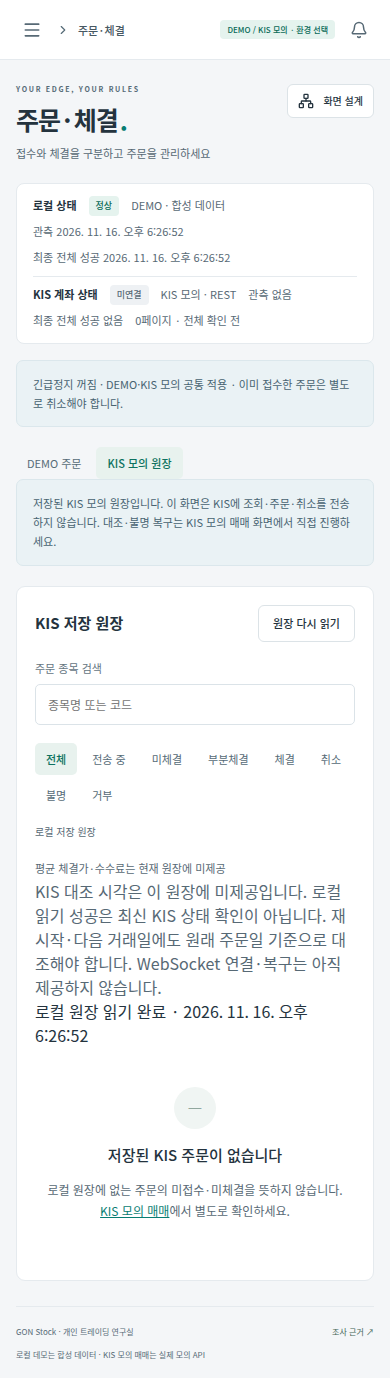 주문·체결
DEMO / KIS 모의 · 환경 선택
YOUR EDGE, YOUR RULES
주문·체결.
화면 설계
접수와 체결을 구분하고 주문을 관리하세요
로컬 상태 정상 DEMO · 합성 데이터
관측 2026. 11. 16. 오후 6:26:52
최종 전체 성공 2026. 11. 16. 오후 6:26:52
KIS 계좌 상태 미연결 KIS 모의 · REST 관측 없음
최종 전체 성공 없음 0페이지 · 전체 확인 전
긴급정지 꺼짐 · DEMO·KIS 모의 공통 적용 · 이미 접수한 주문은 별도
로 취소해야 합니다.
DEMO 주문 KIS 모의 원장
저장된 KIS 모의 원장입니다. 이 화면은 KIS에 조회·주문·취소를 전송
하지 않습니다. 대조·불명 복구는 KIS 모의 매매 화면에서 직접 진행하
세요.
KIS 저장 원장
원장 다시 읽기
주문 종목 검색
종목명 또는 코드
전체 전송 중 미체결 부분체결 체결 취소
불명 거부
로컬 저장 원장
평균 체결가·수수료는 현재 원장에 미제공
KIS 대조 시각은 이 원장에 미제공입니다. 로컬
읽기 성공은 최신 KIS 상태 확인이 아닙니다. 재
시작·다음 거래일에도 원래 주문일 기준으로 대
조해야 합니다. WebSocket 연결·복구는 아직
제공하지 않습니다.
로컬 원장 읽기 완료 · 2026. 11. 16. 오후
6:26:52
저장된 KIS 주문이 없습니다
로컬 원장에 없는 주문의 미접수·미체결을 뜻하지 않습니다.
KIS 모의 매매에서 별도로 확인하세요.
GON Stock · 개인 트레이딩 연구실
조사 근거 ↗
로컬 데모는 합성 데이터 · KIS 모의 매매는 실제 모의 API